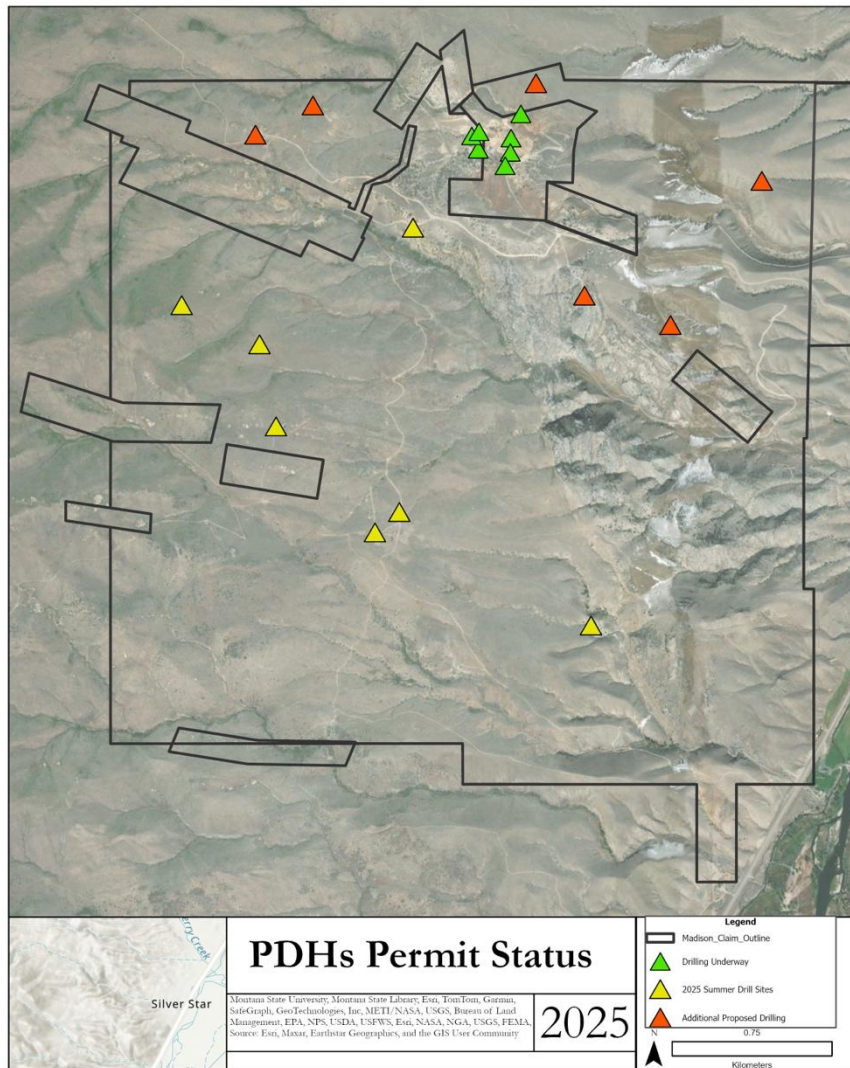 erry Creek
Silver Star
PDHs Permit Status
Montana State University, Montana State Library, Esri, TomTom, Garmin,
SafeGraph, GeoTechnologies, Inc, METI/NASA, USGS, Bureau of Land
Management, EPA, NPS, USDA, USFWS, Esri, NASA, NGA, USGS, FEMA,
Source: Esri, Maxar, Earthstar Geographics, and the GIS User Community
2025
Legend
Madison_Claim_Outline
Drilling Underway
2025 Summer Drill Sites
Additional Proposed Drilling
N
0.75
Kilometers